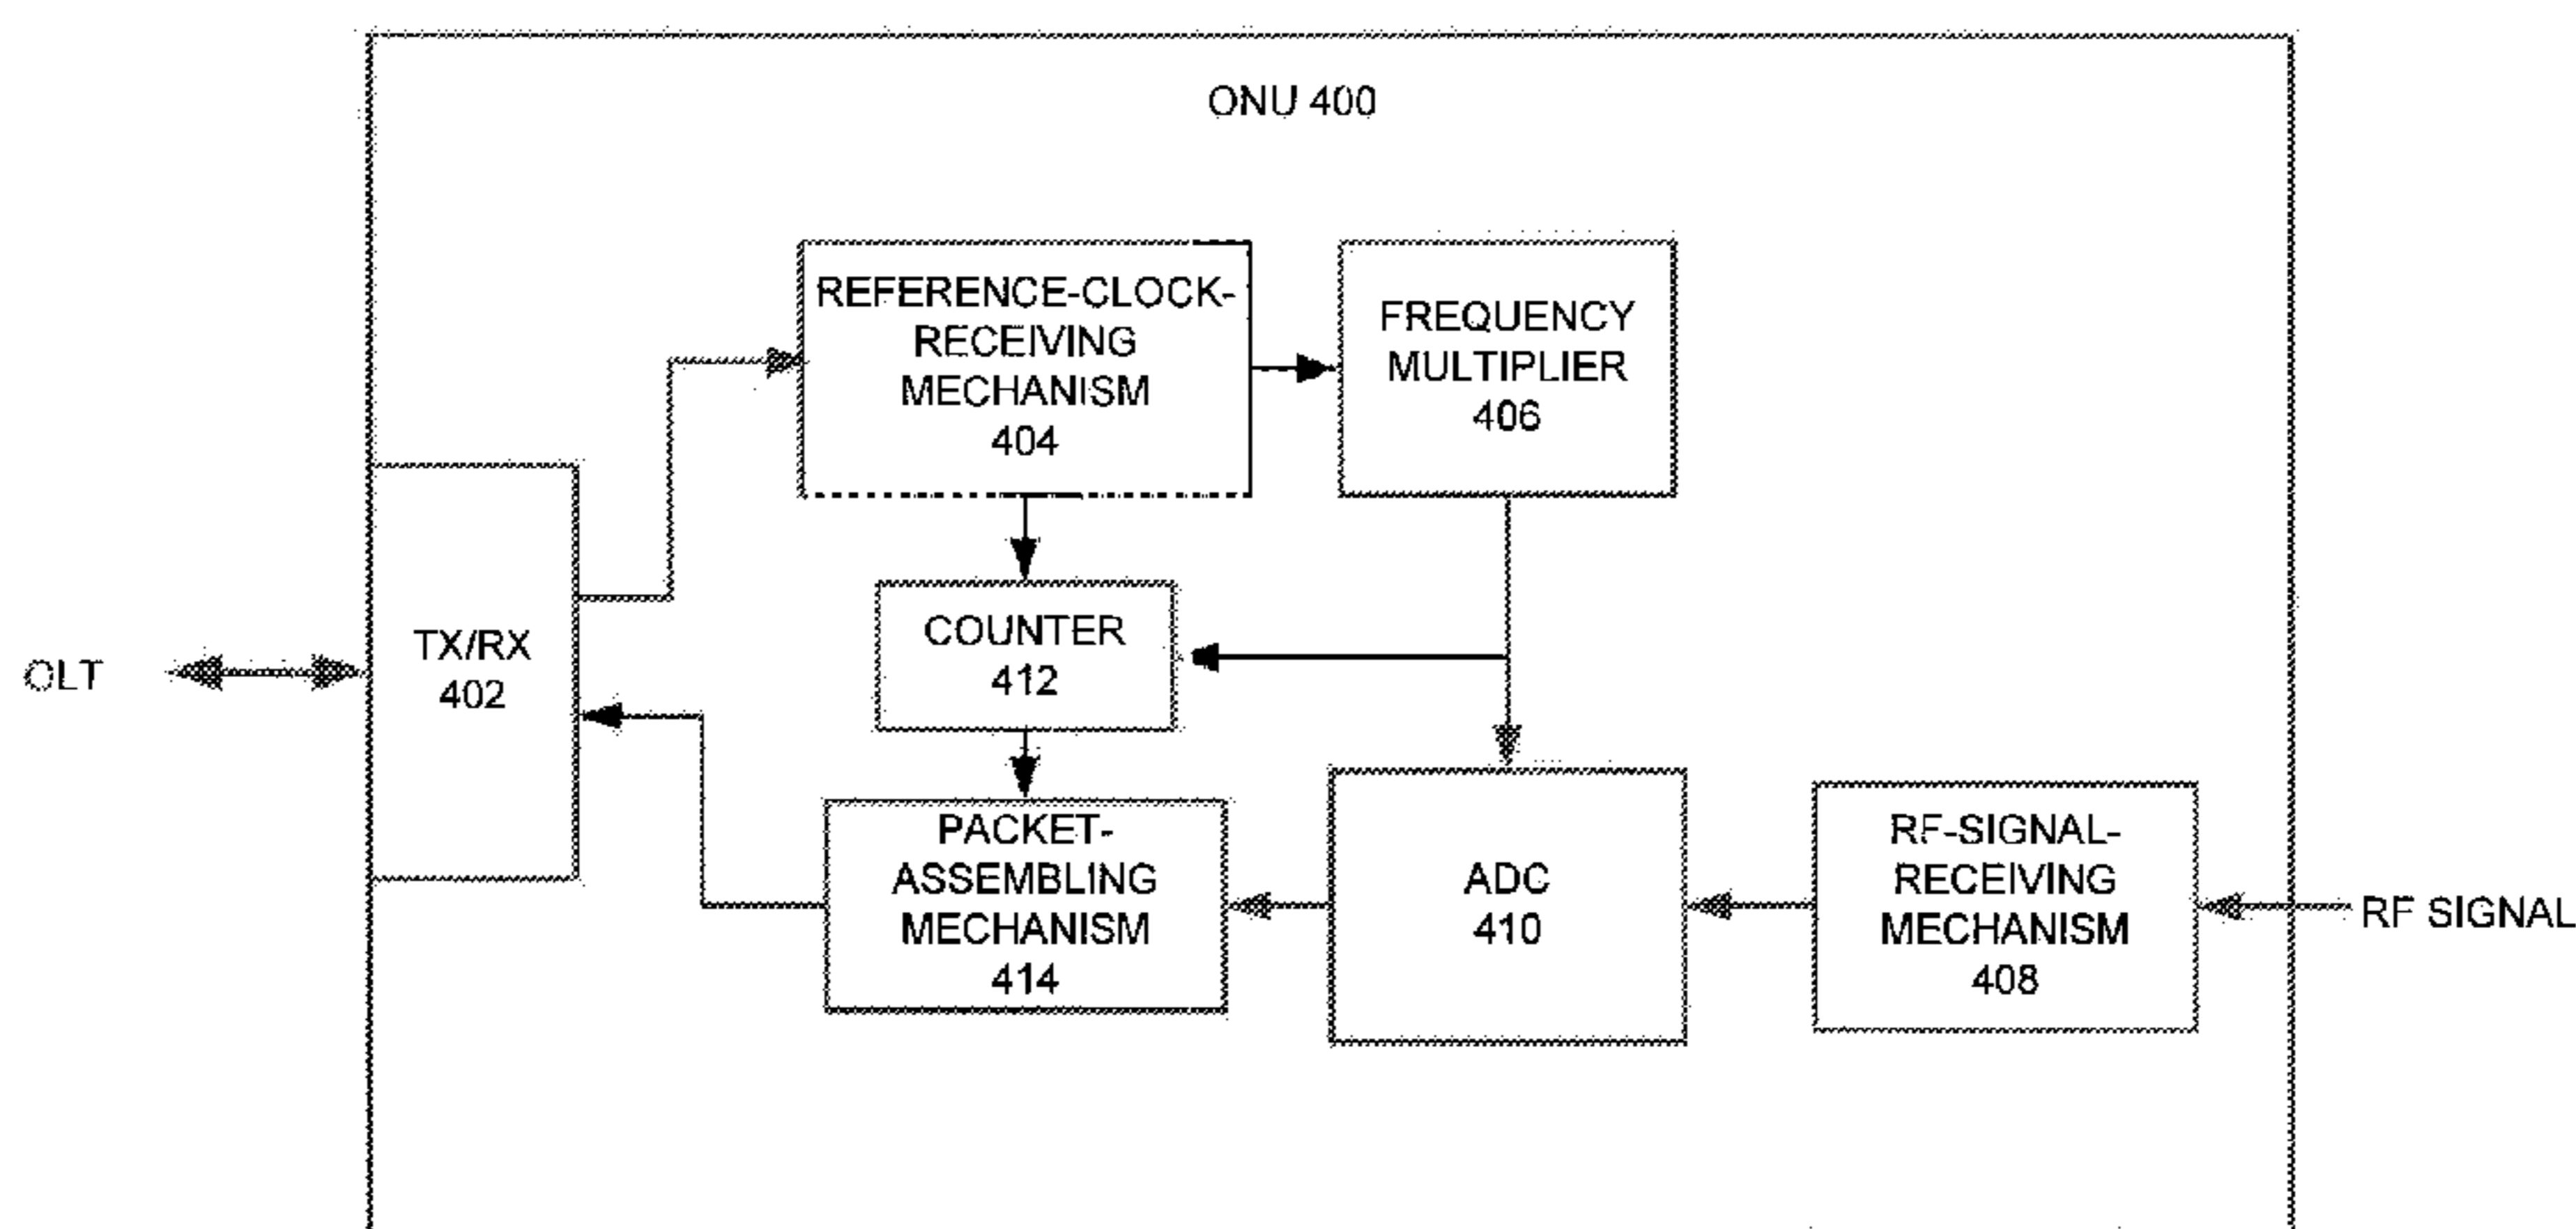 ONU 400
REFERENCE-CLOCK-
RECEIVING
MECHANISM
404
FREQUENCY
MULTIPLIER
406
OLT
TX/RX
402
COUNTER
412
PACKET-
ASSEMBLING
MECHANISM
414
ADC
410
RF-SIGNAL-
RECEIVING
MECHANISM
408
RF SIGNAL